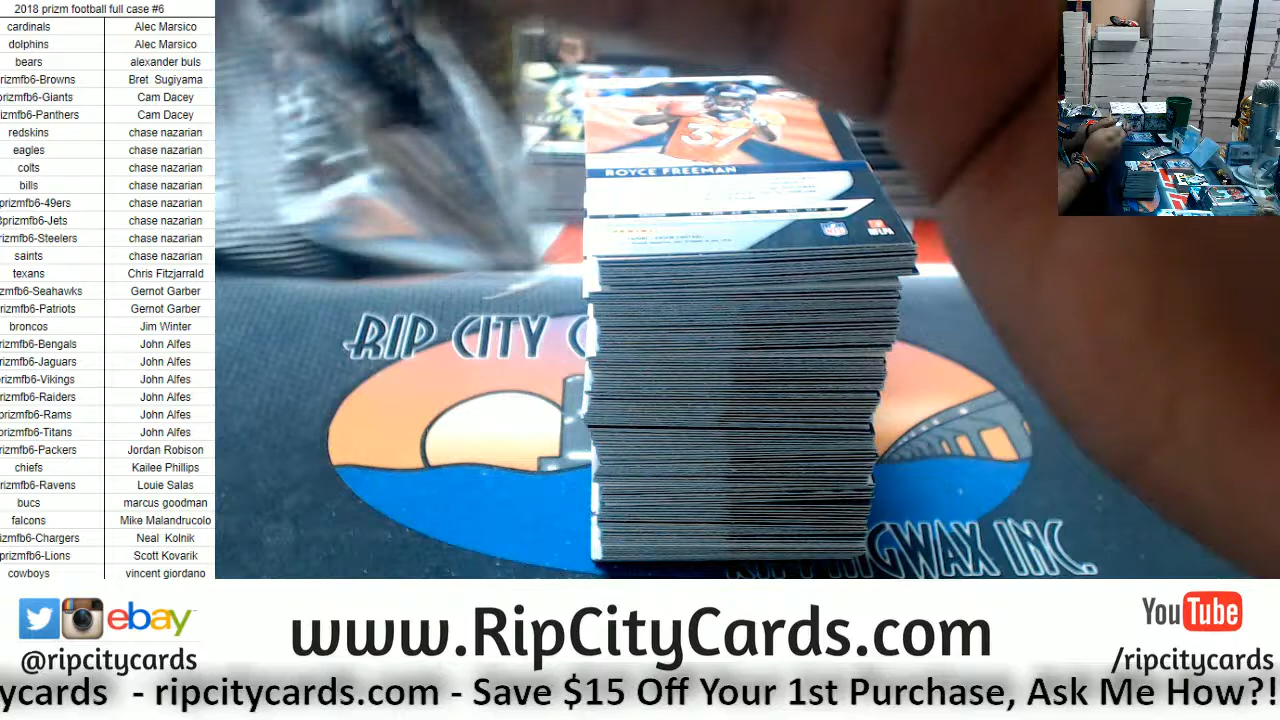 2018 prizm football full case #6
cardinals Alec Marsico
dolphins Alec Marsico
bears alexander buls
rizmfb6-Browns Bret Sugiyama
prizmfb6-Giants Cam Dacey
rizmfb6-Panthers Cam Dacey
redskins chase nazarian
eagles chase nazarian
colts chase nazarian
bills chase nazarian
prizmfb6-49ers chase nazarian
8prizmfb6-Jets chase nazarian
rizmfb6-Steelers chase nazarian
saints chase nazarian
texans Chris Fitzjarrald
izmfb6-Seahawks Gernot Garber
rizmfb6-Patriots Gernot Garber
broncos Jim Winter
rizmfb6-Bengals John Alfes
rizmfb6-Jaguars John Alfes
rizmfb6-Vikings John Alfes
rizmfb6-Raiders John Alfes
prizmfb6-Rams John Alfes
prizmfb6-Titans John Alfes
rizmfb6-Packers Jordan Robison
chiefs Kailee Phillips
rizmfb6-Ravens Louie Salas
bucs marcus goodman
falcons Mike Malandrucolo
izmfb6-Chargers Neal Kolnik
prizmfb6-Lions Scott Kovarik
cowboys vincent giordano
37
ROYCE FREEMAN
NFL
RIP CITY C
GWAX INC.
ebay
@ripcitycards
www.RipCityCards.com
YouTube
/ripcitycards
ycards - ripcitycards.com - Save $15 Off Your 1st Purchase, Ask Me How?!